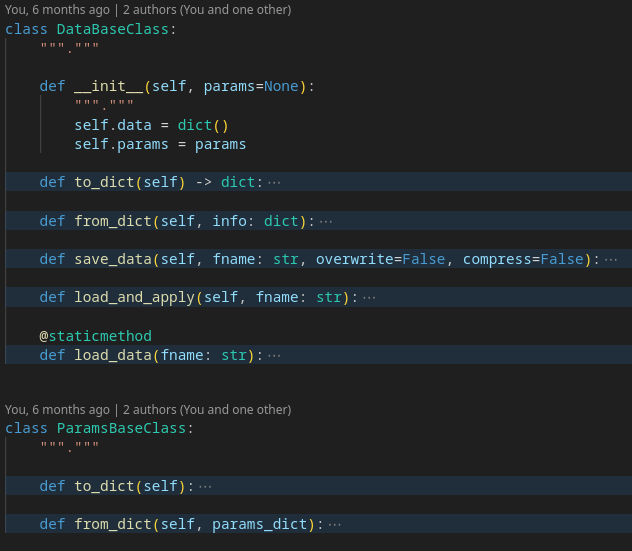 You, 6 months ago | 2 authors (You and one other)
class DataBaseClass:
    """."""
    def __init__(self, params=None):
        """."""
        self.data = dict()
        self.params = params
    def to_dict(self) -> dict:···
    def from_dict(self, info: dict):···
    def save_data(self, fname: str, overwrite=False, compress=False):···
    def load_and_apply(self, fname: str):···
    @staticmethod
    def load_data(fname: str):···
You, 6 months ago | 2 authors (You and one other)
class ParamsBaseClass:
    """."""
    def to_dict(self):···
    def from_dict(self, params_dict):···